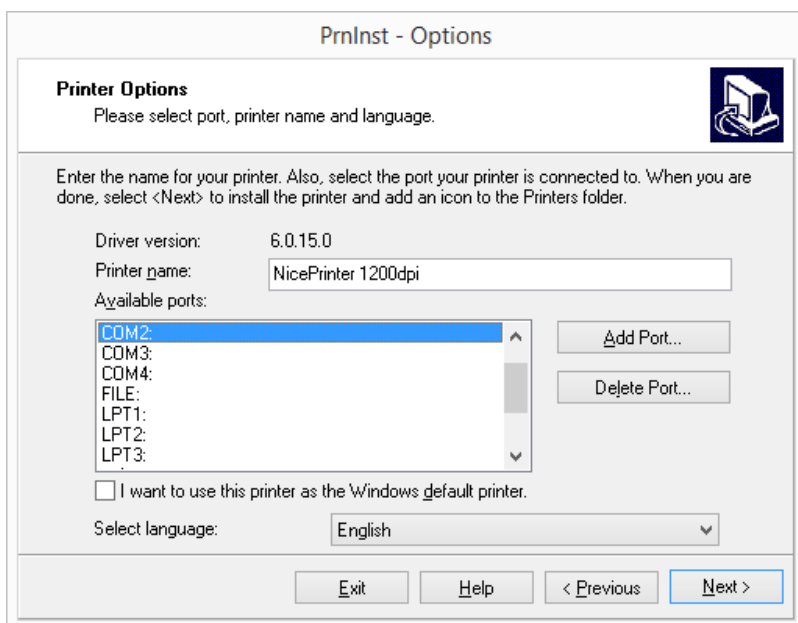 PrnInst - Options
Printer Options
Please select port, printer name and language.
Enter the name for your printer. Also, select the port your printer is connected to. When you are
done, select <Next> to install the printer and add an icon to the Printers folder.
Driver version: 6.0.15.0
Printer name: NicePrinter 1200dpi
Available ports:
COM2:
COM3:
COM4:
FILE:
LPT1:
LPT2:
LPT3:
Add Port...
Delete Port...
I want to use this printer as the Windows default printer.
Select language: English
Exit Help < Previous Next >